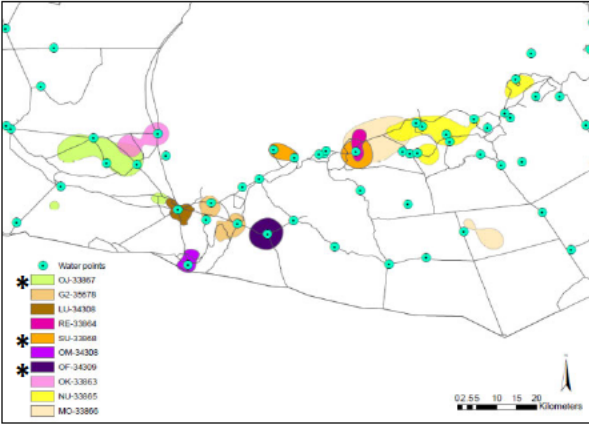 Water points
* OJ-33867
G2-35678
LU-34308
RE-33864
* SU-33868
OM-34308
* OF-34309
OK-33863
NU-33865
MO-33866
N
0 2.5 5 10 15 20
Kilometers